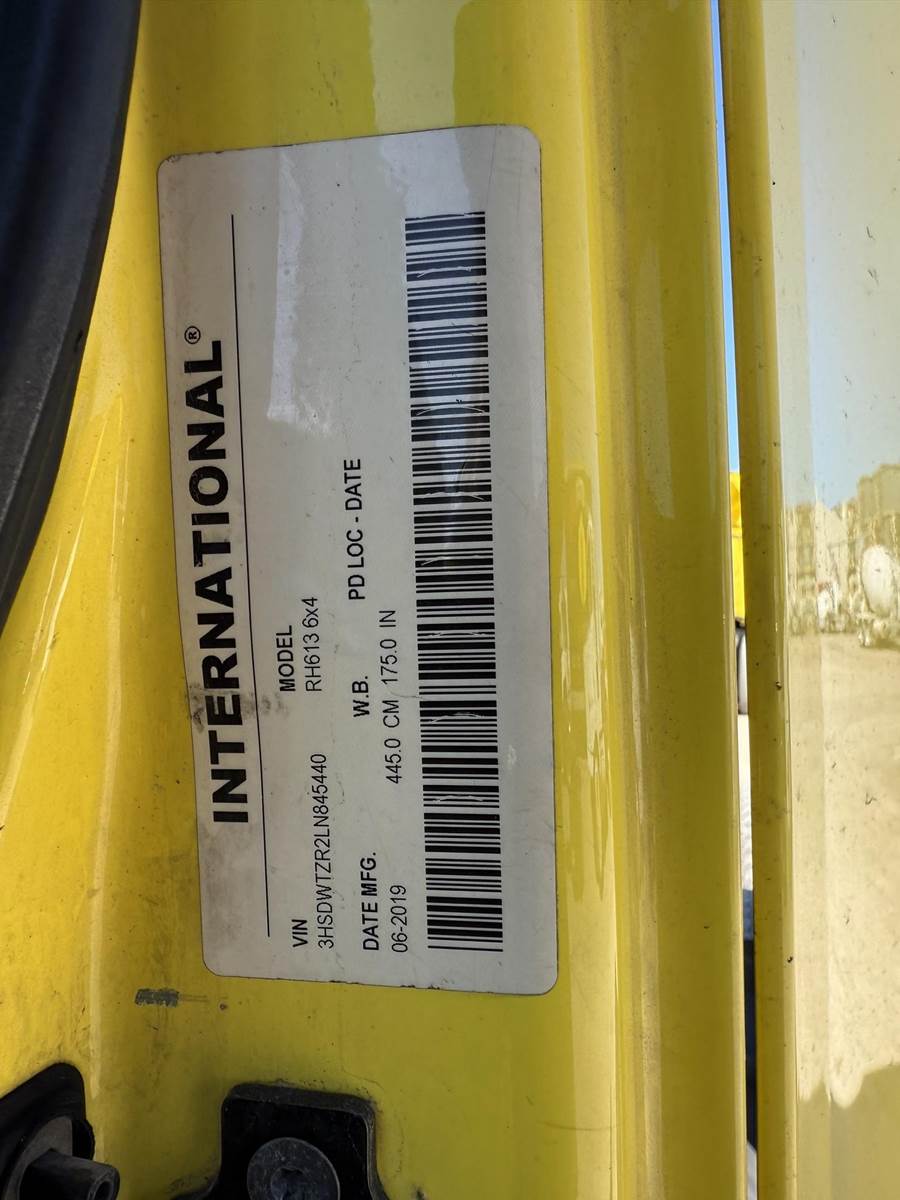 INTERNATIONAL®
VIN MODEL
3HSDWTZR2LN845440 RH613 6x4
DATE MFG. W.B. PD LOC - DATE
06-2019 445.0 CM 175.0 IN